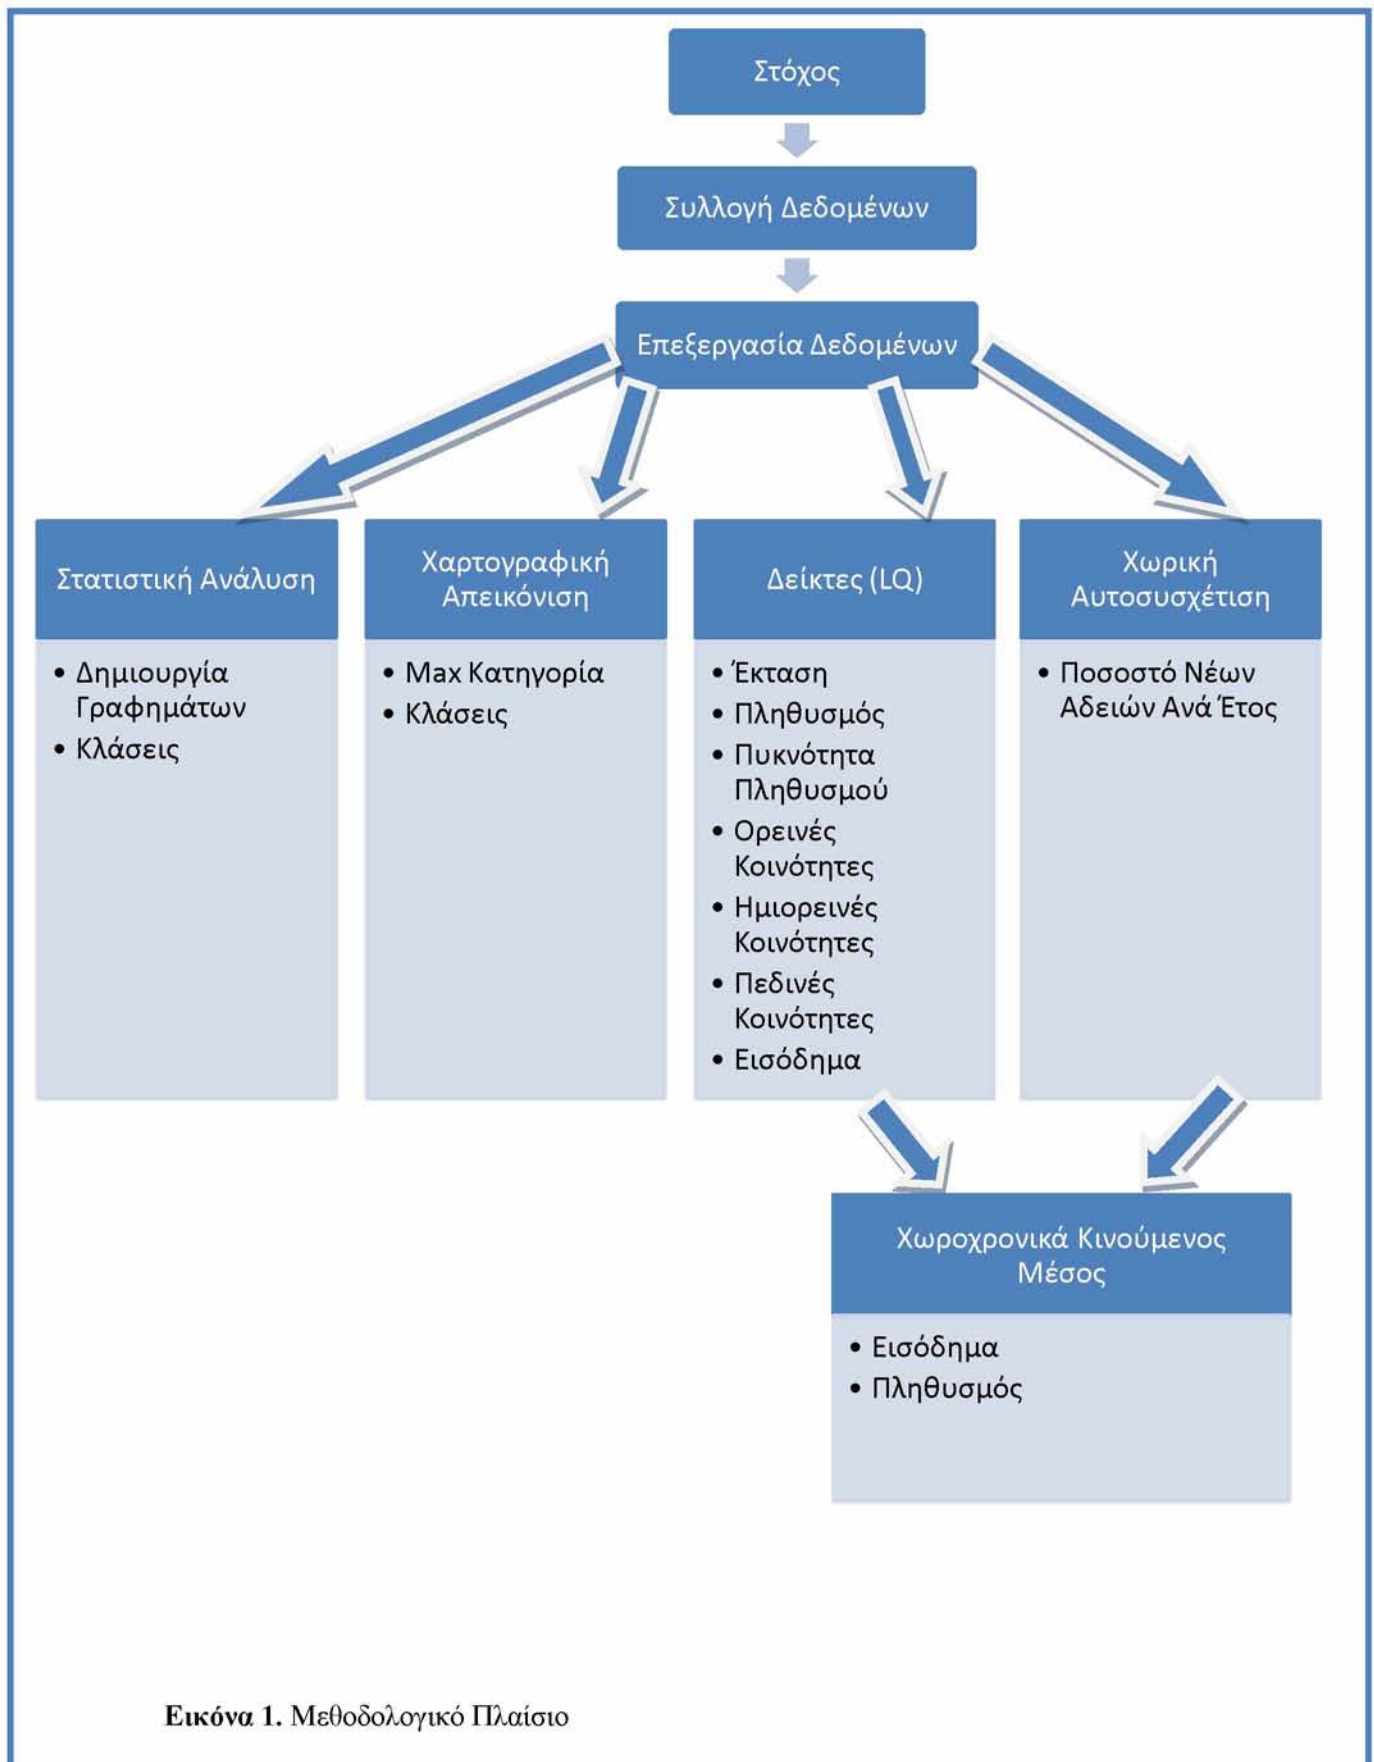 Στόχος
Συλλογή Δεδομένων
Επεξεργασία Δεδομένων
Στατιστική Ανάλυση
• Δημιουργία
Γραφημάτων
• Κλάσεις
Χαρτογραφική
Απεικόνιση
• Max Κατηγορία
• Κλάσεις
Δείκτες (LQ)
• Έκταση
• Πληθυσμός
• Πυκνότητα
Πληθυσμού
• Ορεινές
Κοινότητες
• Ημιορεινές
Κοινότητες
• Πεδινές
Κοινότητες
• Εισόδημα
Χωρική
Αυτοσυσχέτιση
• Ποσοστό Νέων
Αδειών Ανά Έτος
Χωροχρονικά Κινούμενος
Μέσος
• Εισόδημα
• Πληθυσμός
Εικόνα 1. Μεθοδολογικό Πλαίσιο